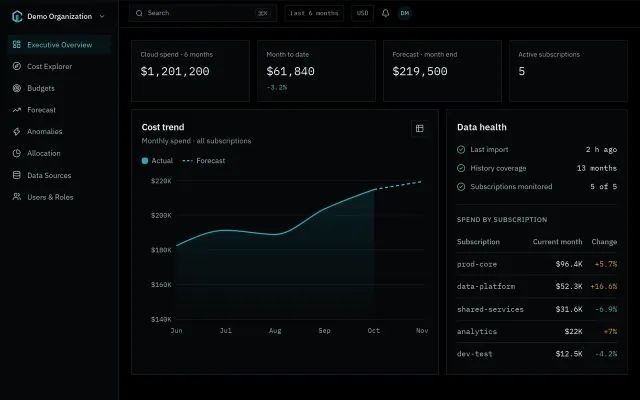 Demo Organization
Search
⌘K
Last 6 months
USD
DM
Executive Overview
Cost Explorer
Budgets
Forecast
Anomalies
Allocation
Data Sources
Users & Roles
Cloud spend · 6 months
$1,201,200
Month to date
$61,840
-3.2%
Forecast · month end
$219,500
Active subscriptions
5
Cost trend
Monthly spend · all subscriptions
Actual
Forecast
$220K
$200K
$180K
$160K
$140K
Jun Jul Aug Sep Oct Nov
Data health
Last import 2 h ago
History coverage 13 months
Subscriptions monitored 5 of 5
SPEND BY SUBSCRIPTION
Subscription Current month Change
prod-core $96.4K +5.7%
data-platform $52.3K +16.6%
shared-services $31.6K -6.9%
analytics $22K +7%
dev-test $12.5K -4.2%